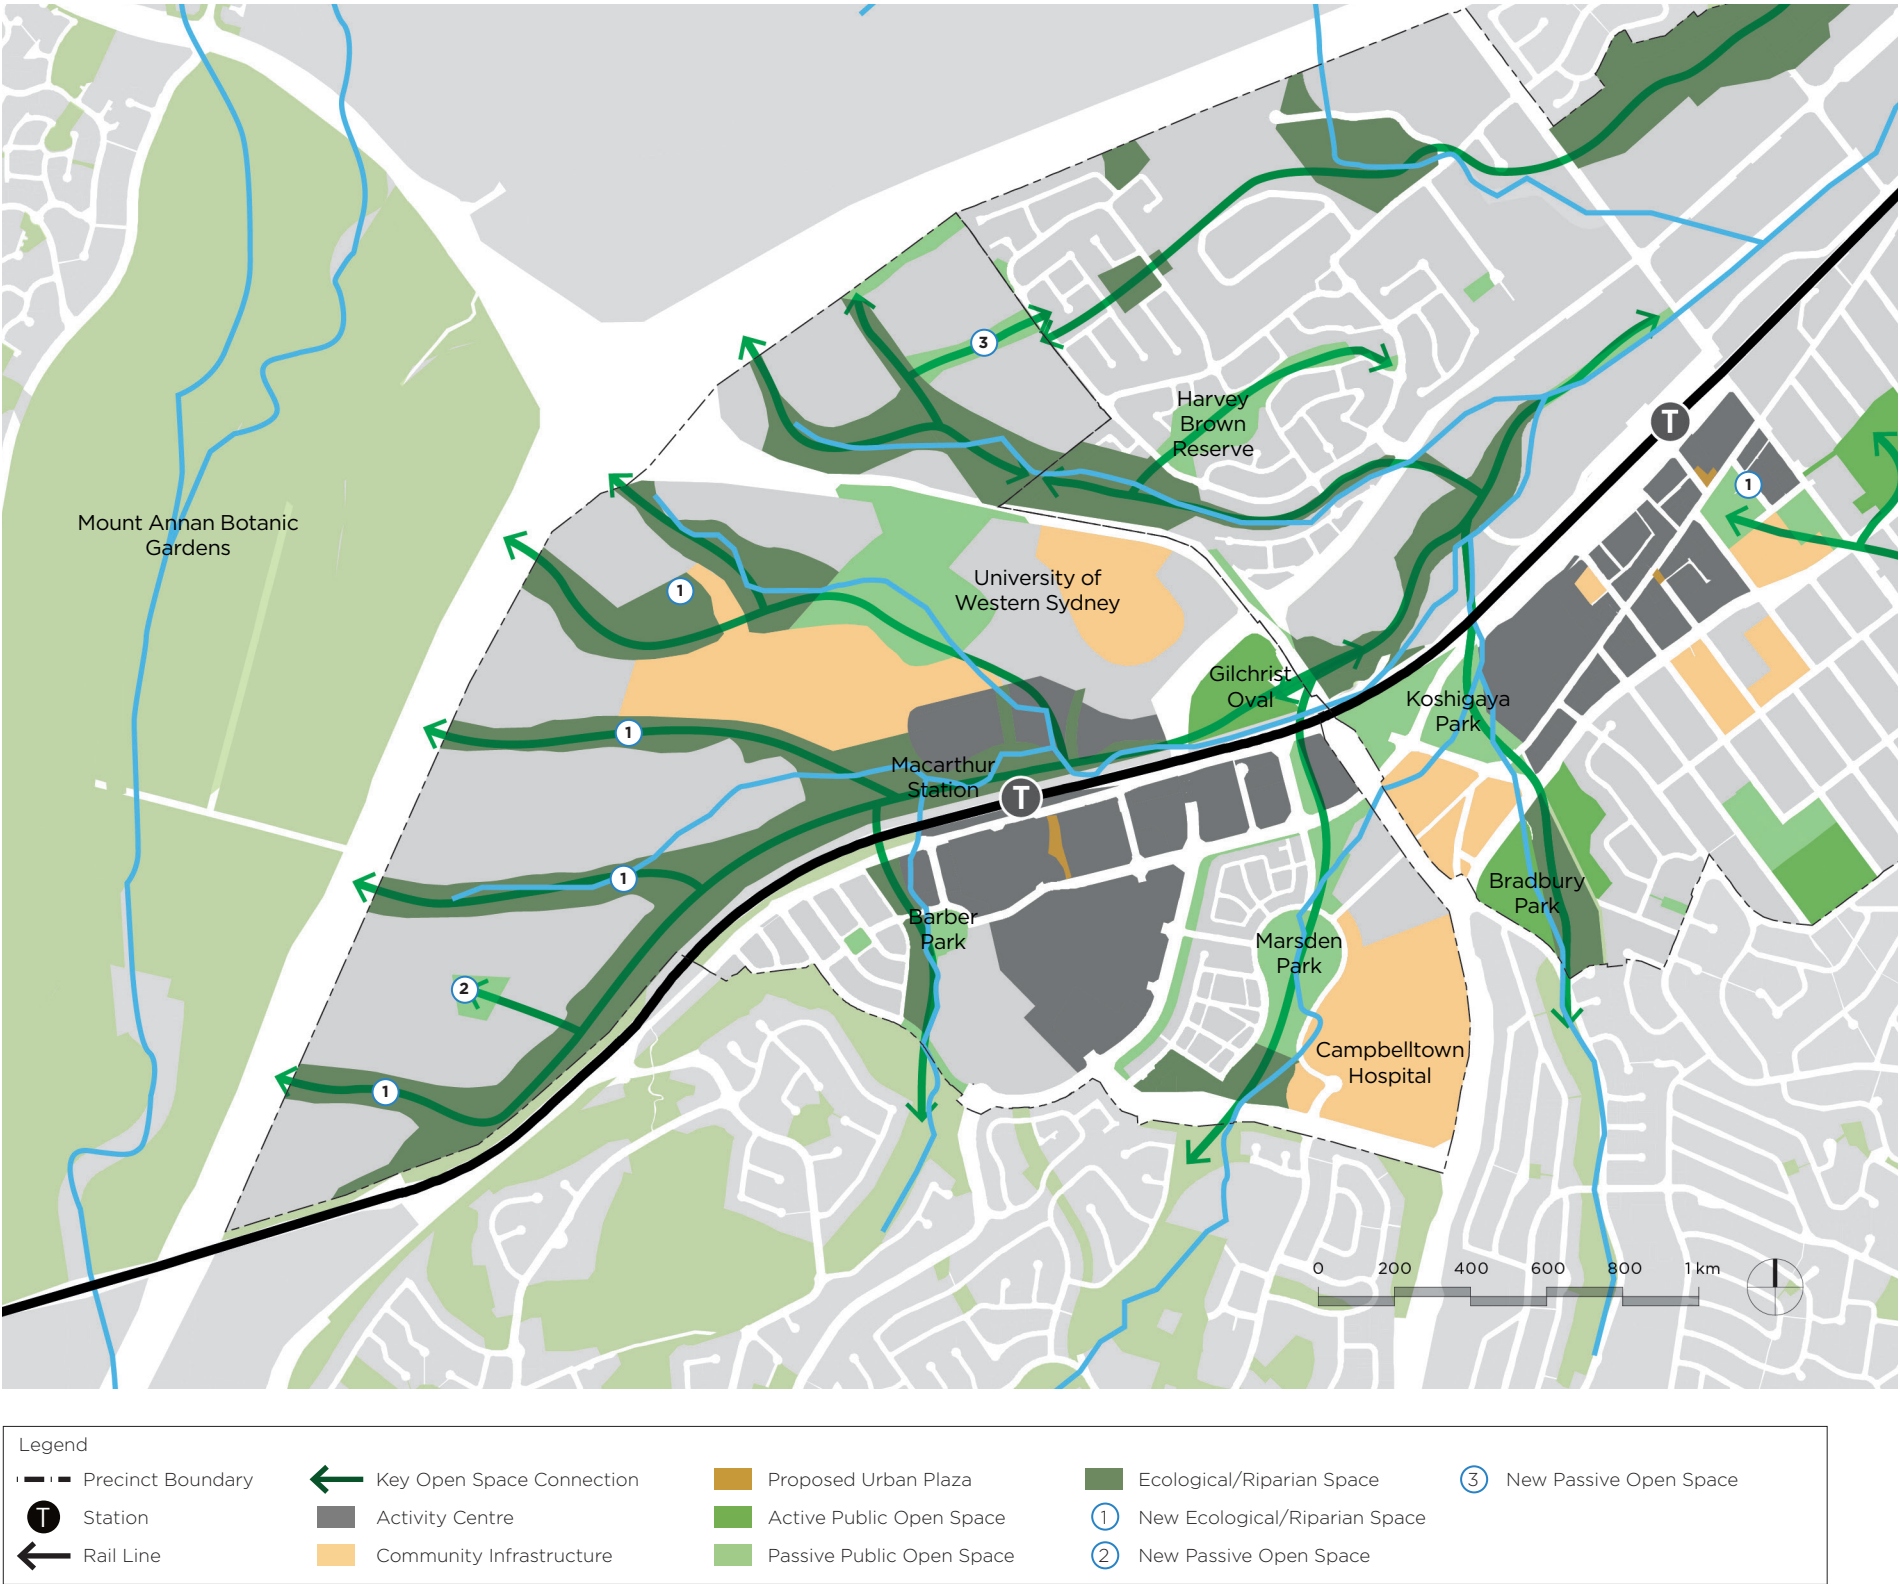 3
Harvey
Brown
Reserve
T
1
Mount Annan Botanic
Gardens
University of
Western Sydney
1
Gilchrist
Oval
Koshigaya
Park
1
Macarthur
Station
T
1
Bradbury
Park
Barber
Park
Marsden
Park
2
Campbelltown
Hospital
1
0 200 400 600 800 1 km
Legend
Precinct Boundary
Key Open Space Connection
Proposed Urban Plaza
Ecological/Riparian Space
3 New Passive Open Space
T Station
Activity Centre
Active Public Open Space
1 New Ecological/Riparian Space
Rail Line
Community Infrastructure
Passive Public Open Space
2 New Passive Open Space